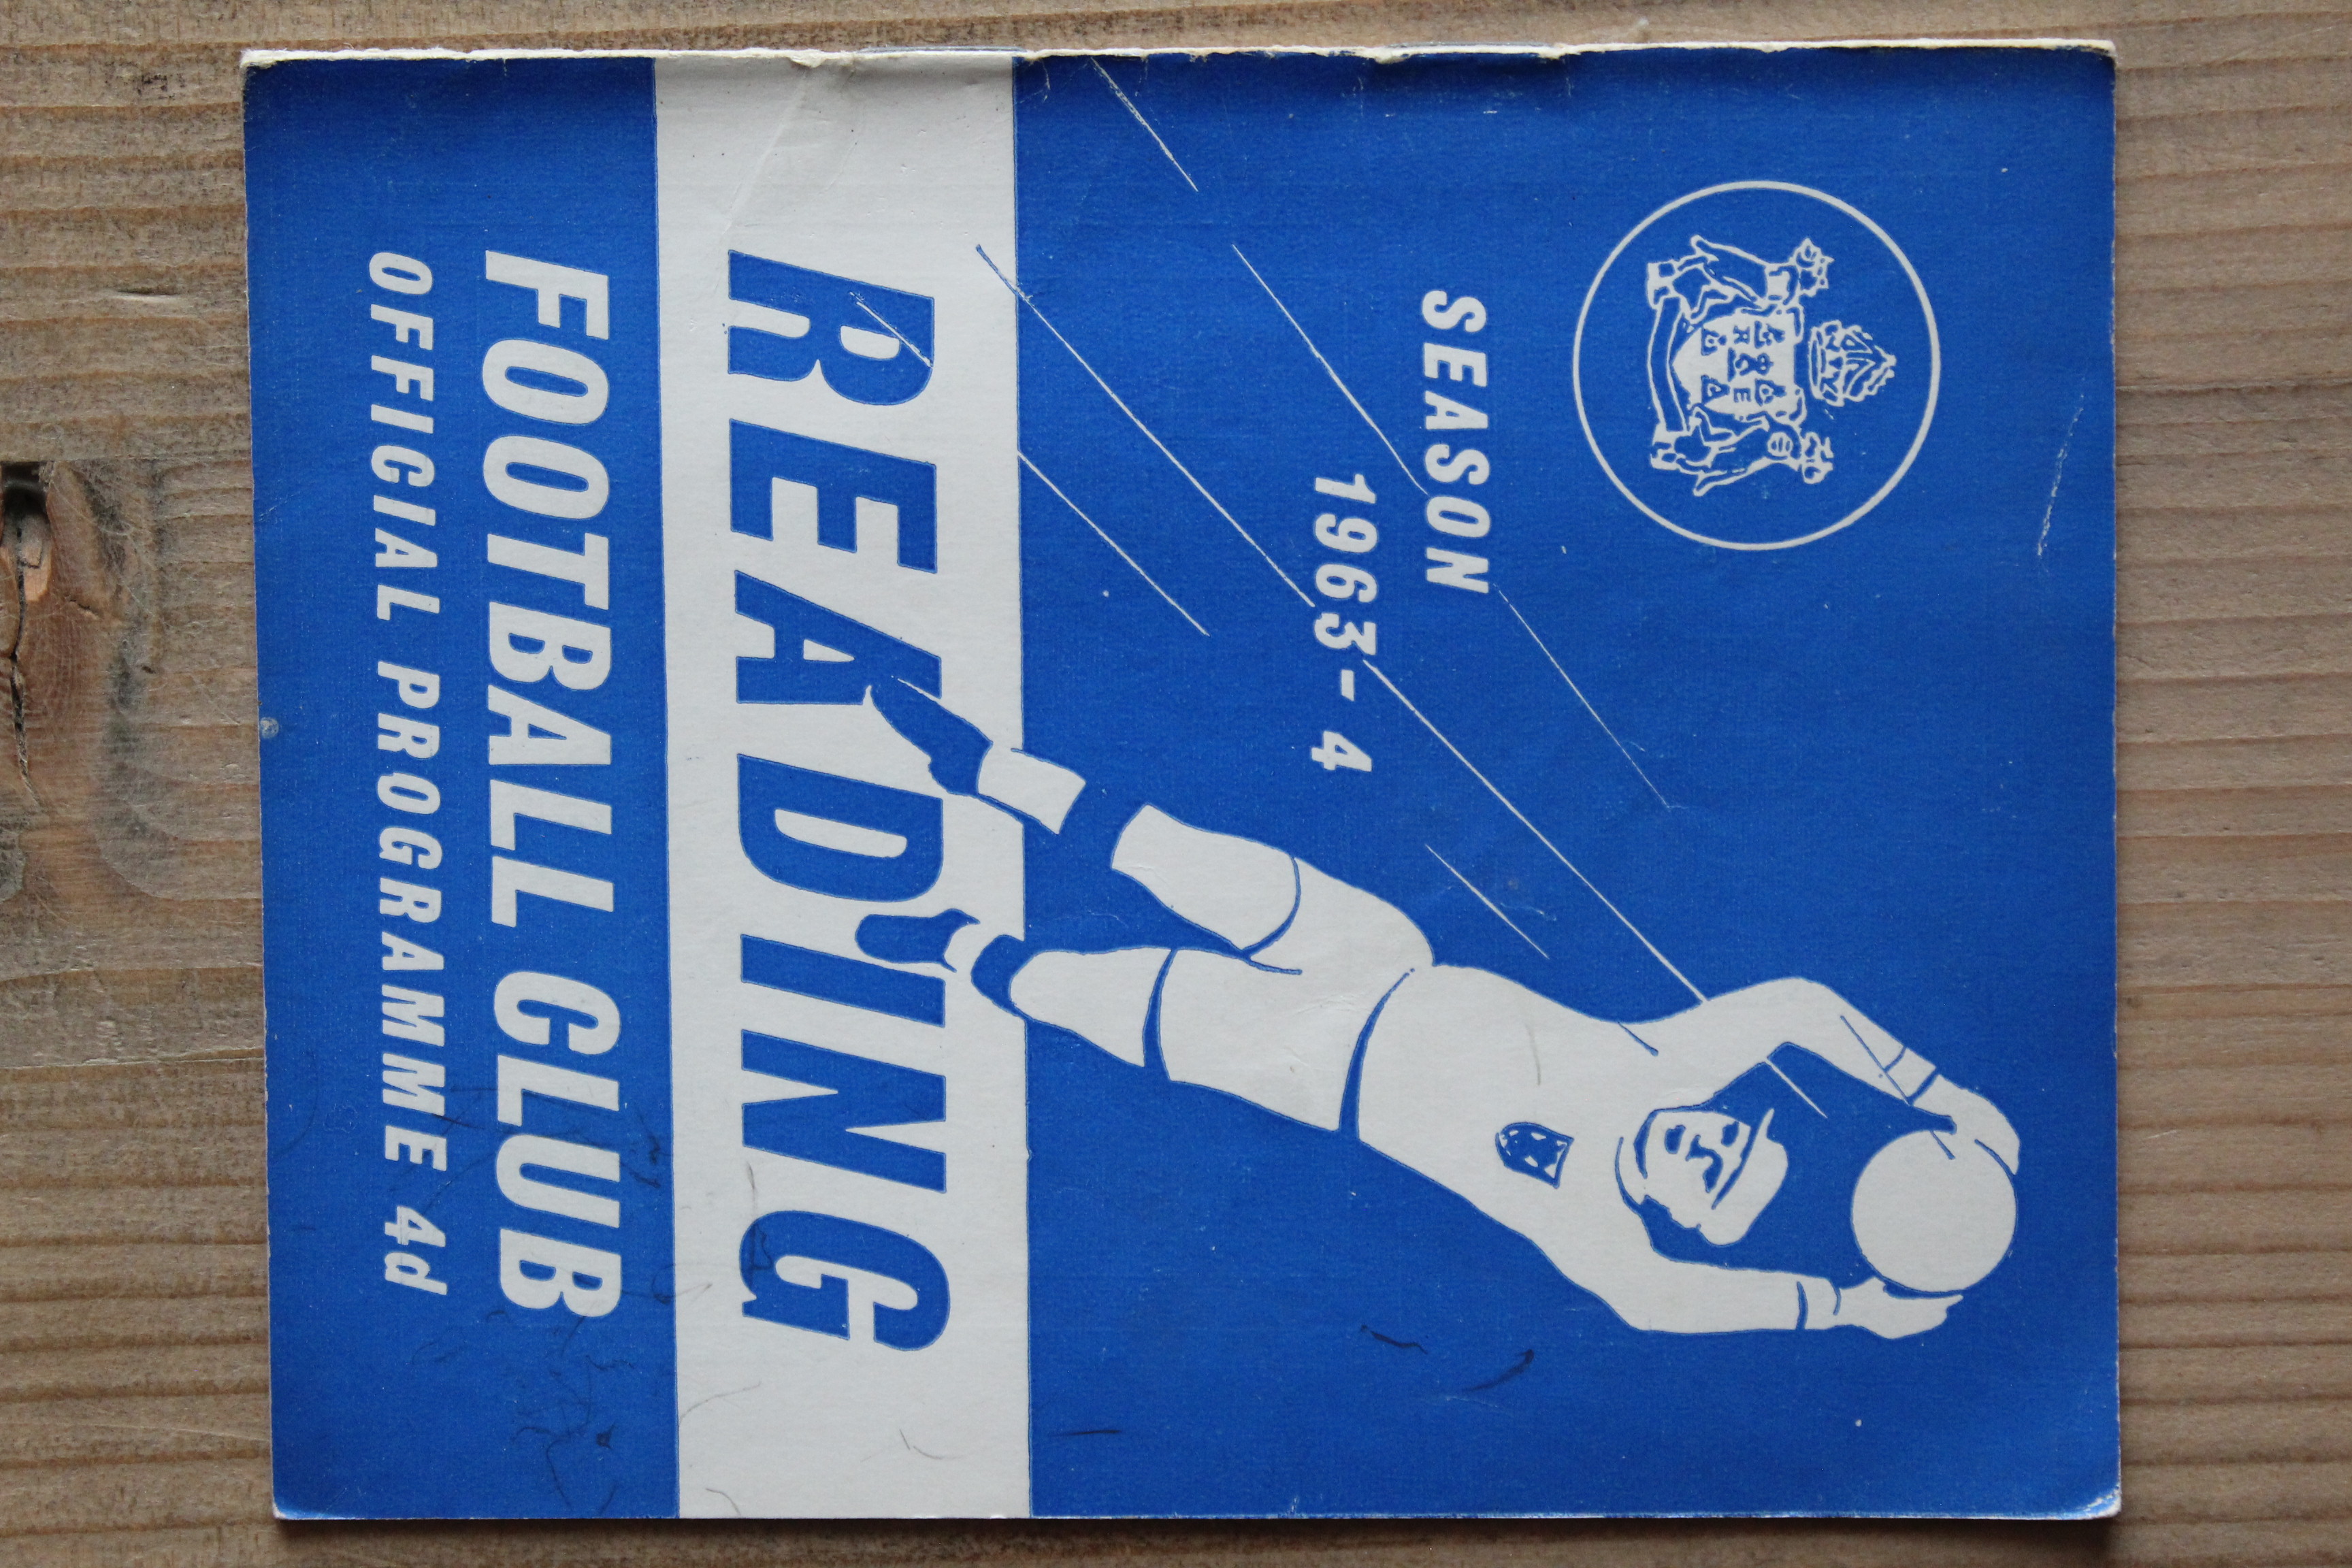 SEASON
1963-4
READING
FOOTBALL CLUB
OFFICIAL PROGRAMME 4d